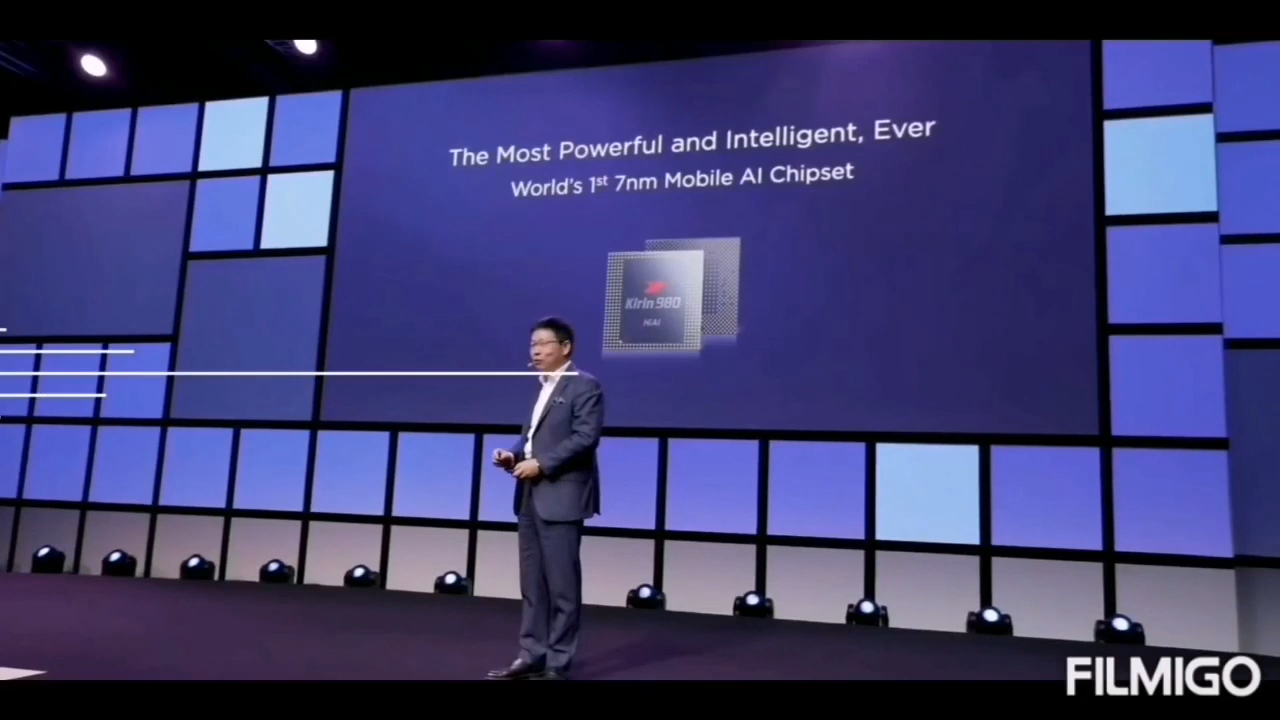 The Most Powerful and Intelligent, Ever
World's 1st 7nm Mobile AI Chipset
Kirin 980
HiAI
FILMIGO